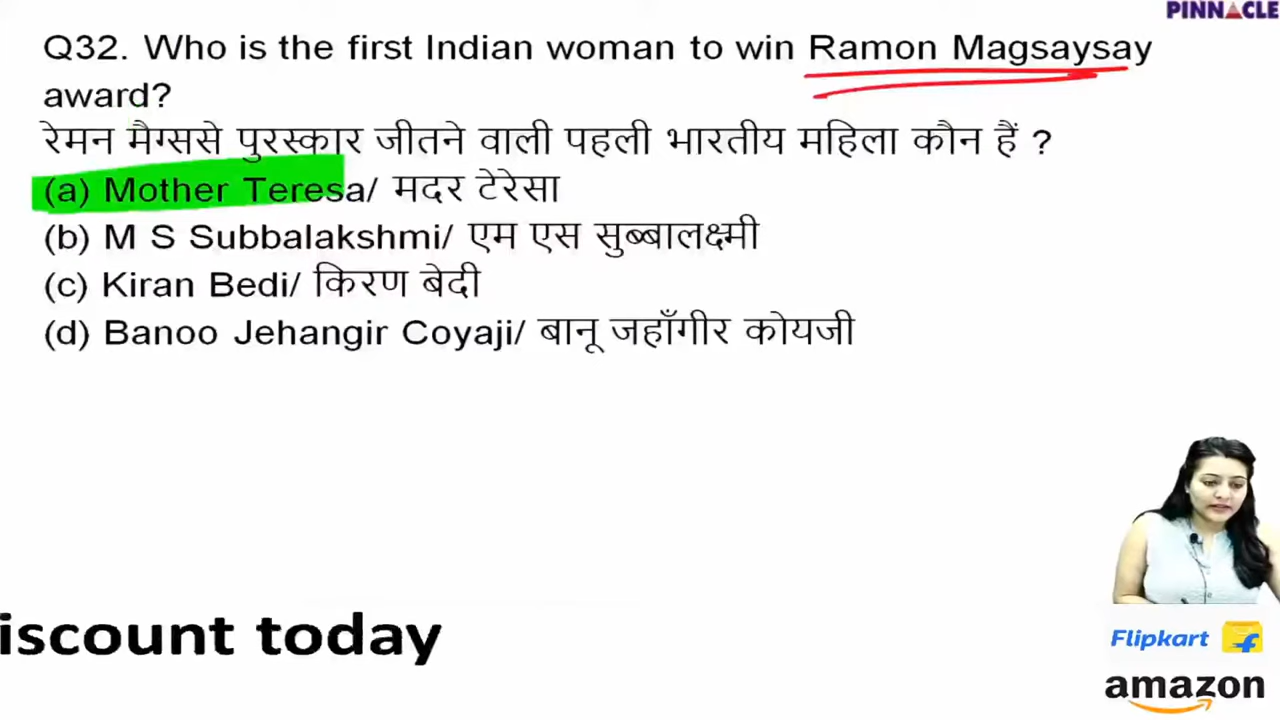 PINNACLE
Q32. Who is the first Indian woman to win Ramon Magsaysay
award?
रेमन मैग्ससे पुरस्कार जीतने वाली पहली भारतीय महिला कौन हैं ?
(a) Mother Teresa/ मदर टेरेसा
(b) M S Subbalakshmi/ एम एस सुब्बालक्ष्मी
(c) Kiran Bedi/ किरण बेदी
(d) Banoo Jehangir Coyaji/ बानू जहाँगीर कोयजी
iscount today
Flipkart
amazon